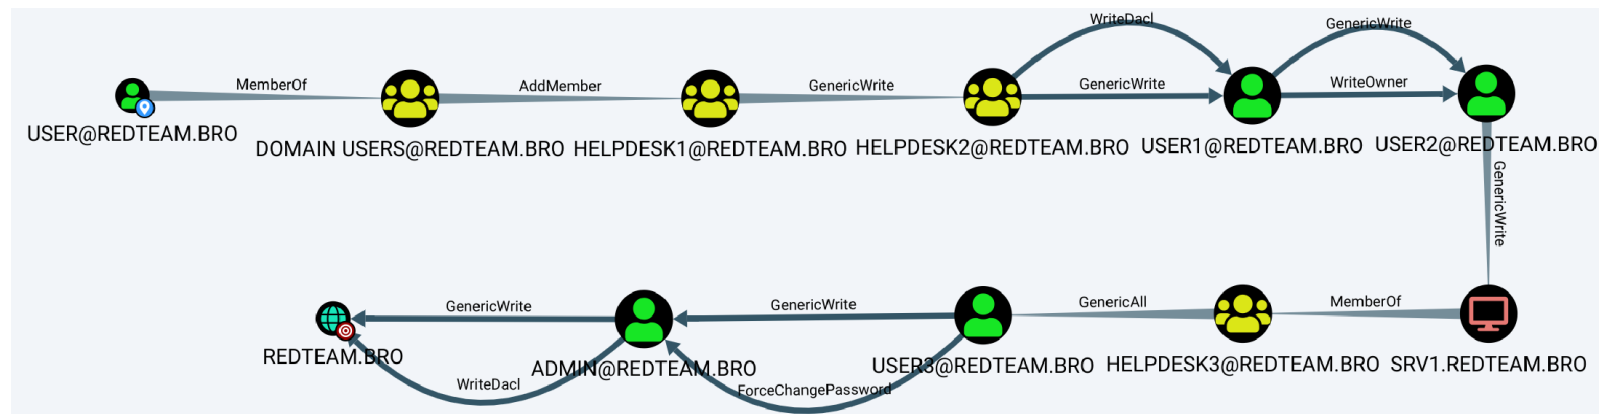 WriteDacl
GenericWrite
MemberOf
AddMember
GenericWrite
GenericWrite
WriteOwner
USER@REDTEAM.BRO
DOMAIN USERS@REDTEAM.BRO
HELPDESK1@REDTEAM.BRO
HELPDESK2@REDTEAM.BRO
USER1@REDTEAM.BRO
USER2@REDTEAM.BRO
GenericWrite
GenericWrite
GenericWrite
GenericAll
MemberOf
REDTEAM.BRO
ADMIN@REDTEAM.BRO
USER3@REDTEAM.BRO
HELPDESK3@REDTEAM.BRO
SRV1.REDTEAM.BRO
WriteDacl
ForceChangePassword